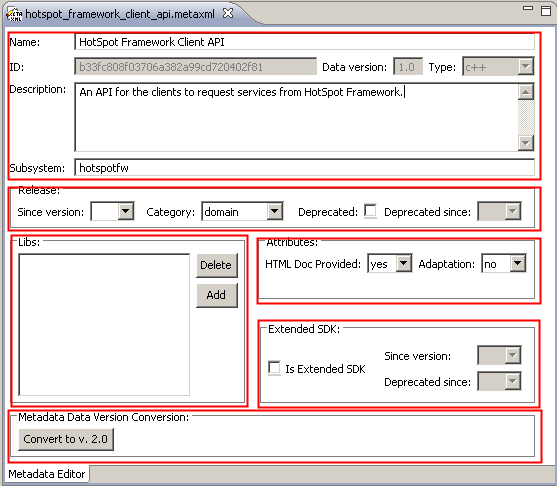 hotspot_framework_client_api.metaxml
Name: HotSpot Framework Client API
ID: b33fc808f03706a382a99cd720402f81 Data version: 1.0 Type: c++
Description: An API for the clients to request services from HotSpot Framework.
Subsystem: hotspotfw
Release:
Since version: Category: domain Deprecated: Deprecated since:
Libs:
Delete
Add
Attributes:
HTML Doc Provided: yes Adaptation: no
Extended SDK:
Is Extended SDK
Since version:
Deprecated since:
Metadata Data Version Conversion:
Convert to v. 2.0
Metadata Editor